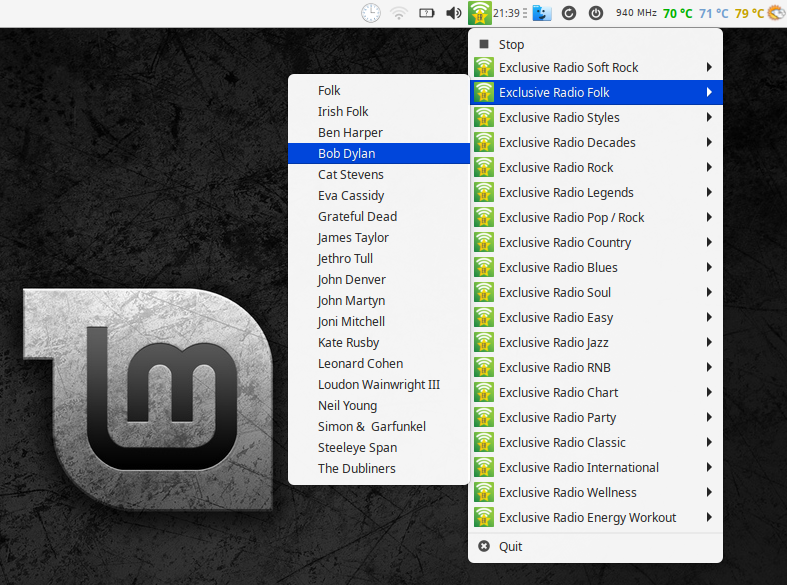 21:39 940 MHz 70 °C 71 °C 79 °C
Stop
Exclusive Radio Soft Rock
Exclusive Radio Folk
Exclusive Radio Styles
Exclusive Radio Decades
Exclusive Radio Rock
Exclusive Radio Legends
Exclusive Radio Pop / Rock
Exclusive Radio Country
Exclusive Radio Blues
Exclusive Radio Soul
Exclusive Radio Easy
Exclusive Radio Jazz
Exclusive Radio RNB
Exclusive Radio Chart
Exclusive Radio Party
Exclusive Radio Classic
Exclusive Radio International
Exclusive Radio Wellness
Exclusive Radio Energy Workout
Quit
Folk
Irish Folk
Ben Harper
Bob Dylan
Cat Stevens
Eva Cassidy
Grateful Dead
James Taylor
Jethro Tull
John Denver
John Martyn
Joni Mitchell
Kate Rusby
Leonard Cohen
Loudon Wainwright III
Neil Young
Simon &  Garfunkel
Steeleye Span
The Dubliners
lm